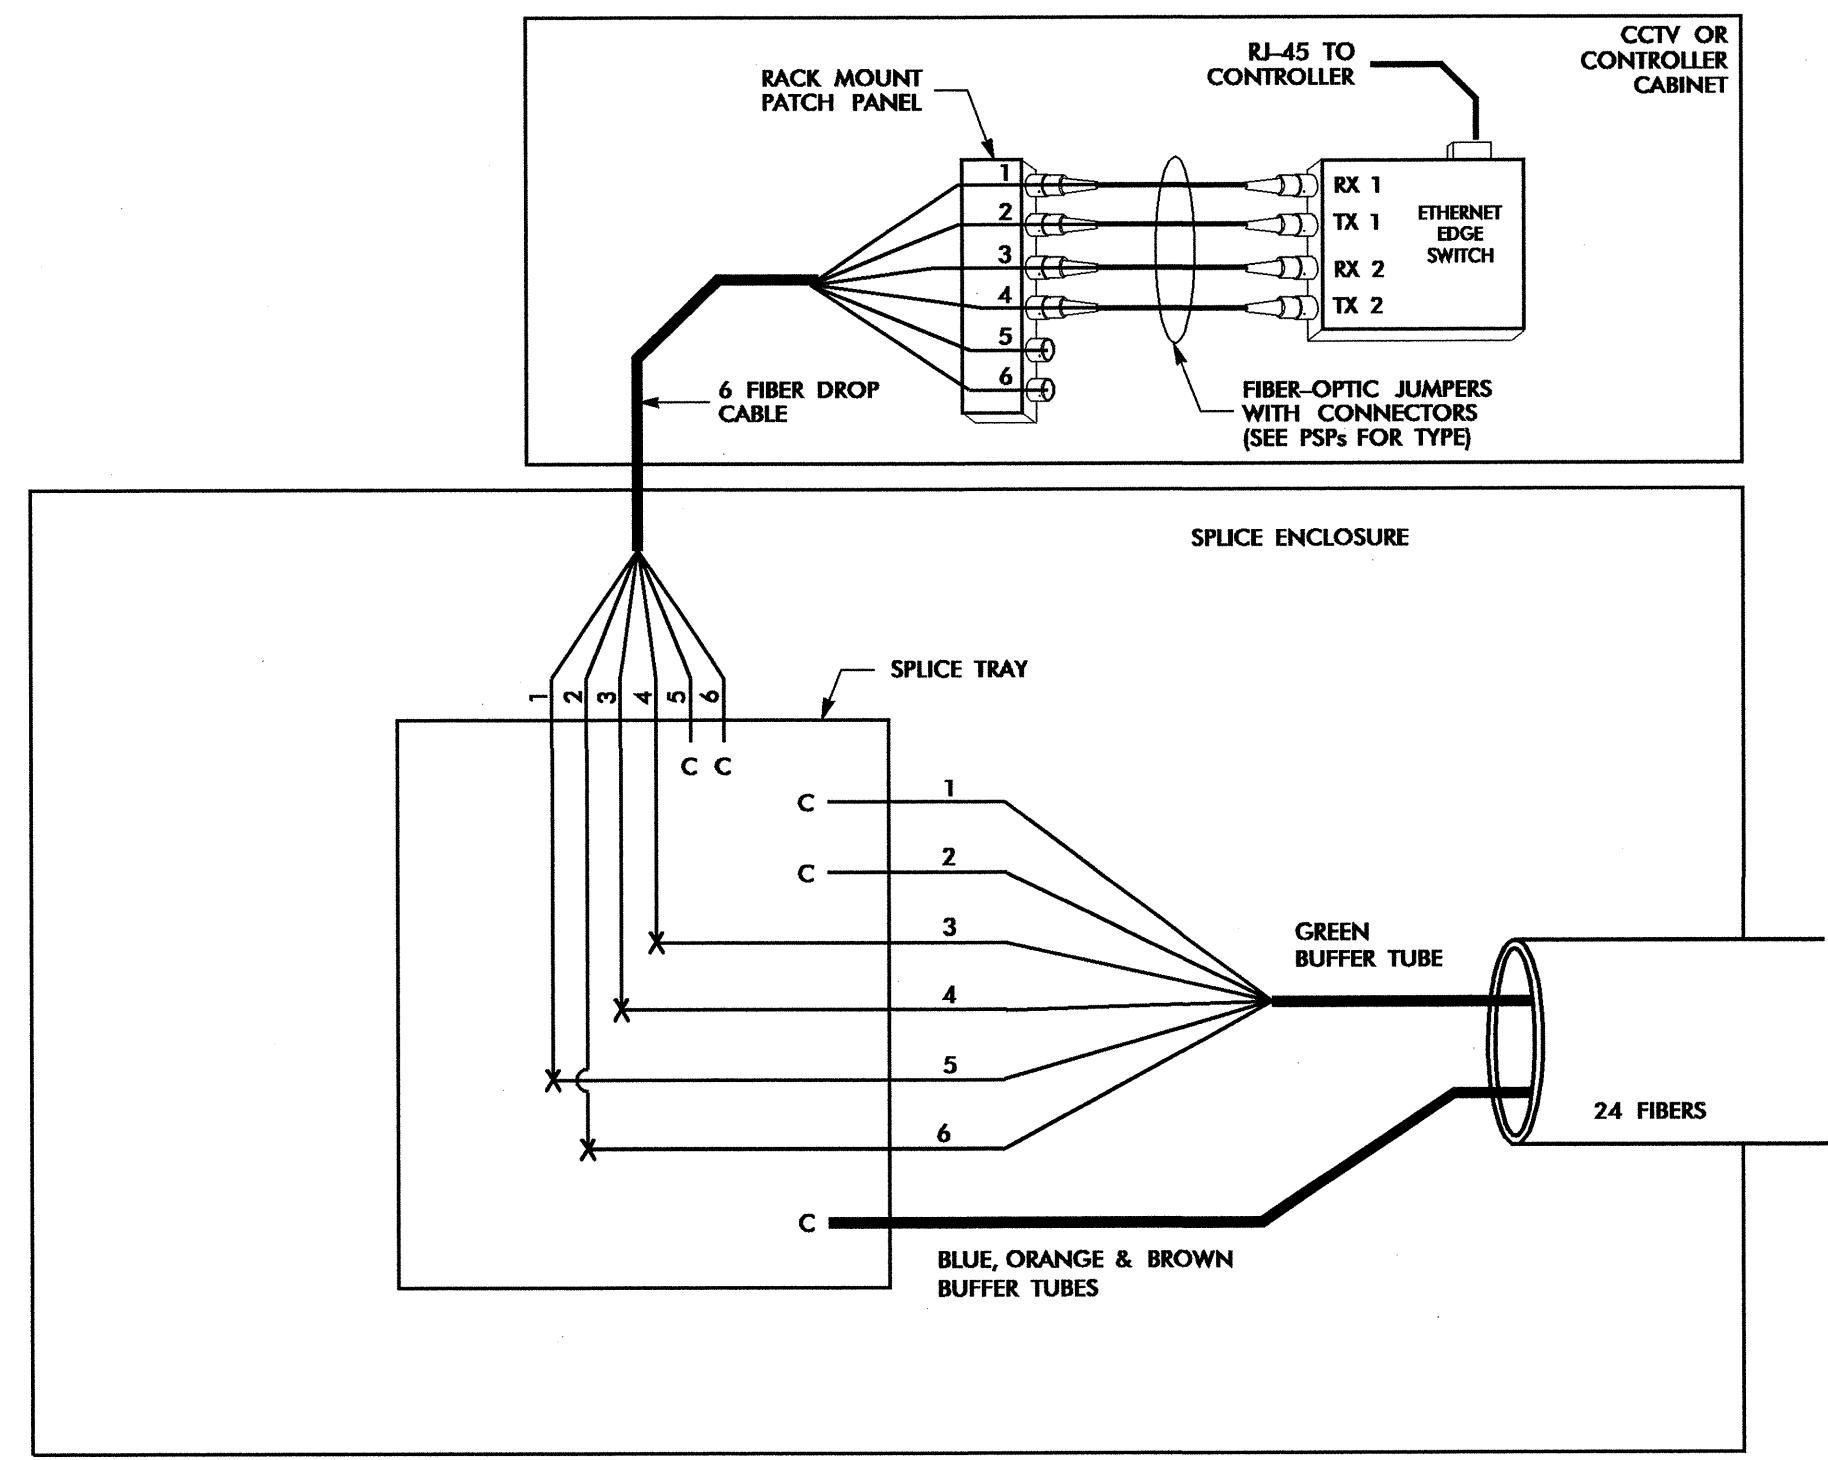 CCTV OR
CONTROLLER
CABINET
RJ-45 TO
CONTROLLER
RACK MOUNT
PATCH PANEL
1
2
3
4
5
6
RX 1
TX 1
RX 2
TX 2
ETHERNET
EDGE
SWITCH
6 FIBER DROP
CABLE
FIBER-OPTIC JUMPERS
WITH CONNECTORS
(SEE PSPs FOR TYPE)
SPLICE ENCLOSURE
SPLICE TRAY
1
2
3
4
5
6
C C
C
1
C
2
3
4
5
6
GREEN
BUFFER TUBE
24 FIBERS
C
BLUE, ORANGE & BROWN
BUFFER TUBES